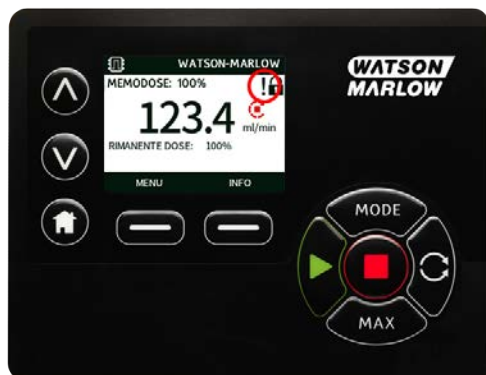 WATSON-MARLOW
MEMODOSE: 100%
!
123.4
ml/min
RIMANENTE DOSE: 100%
MENU
INFO
WATSON
MARLOW
MODE
MAX